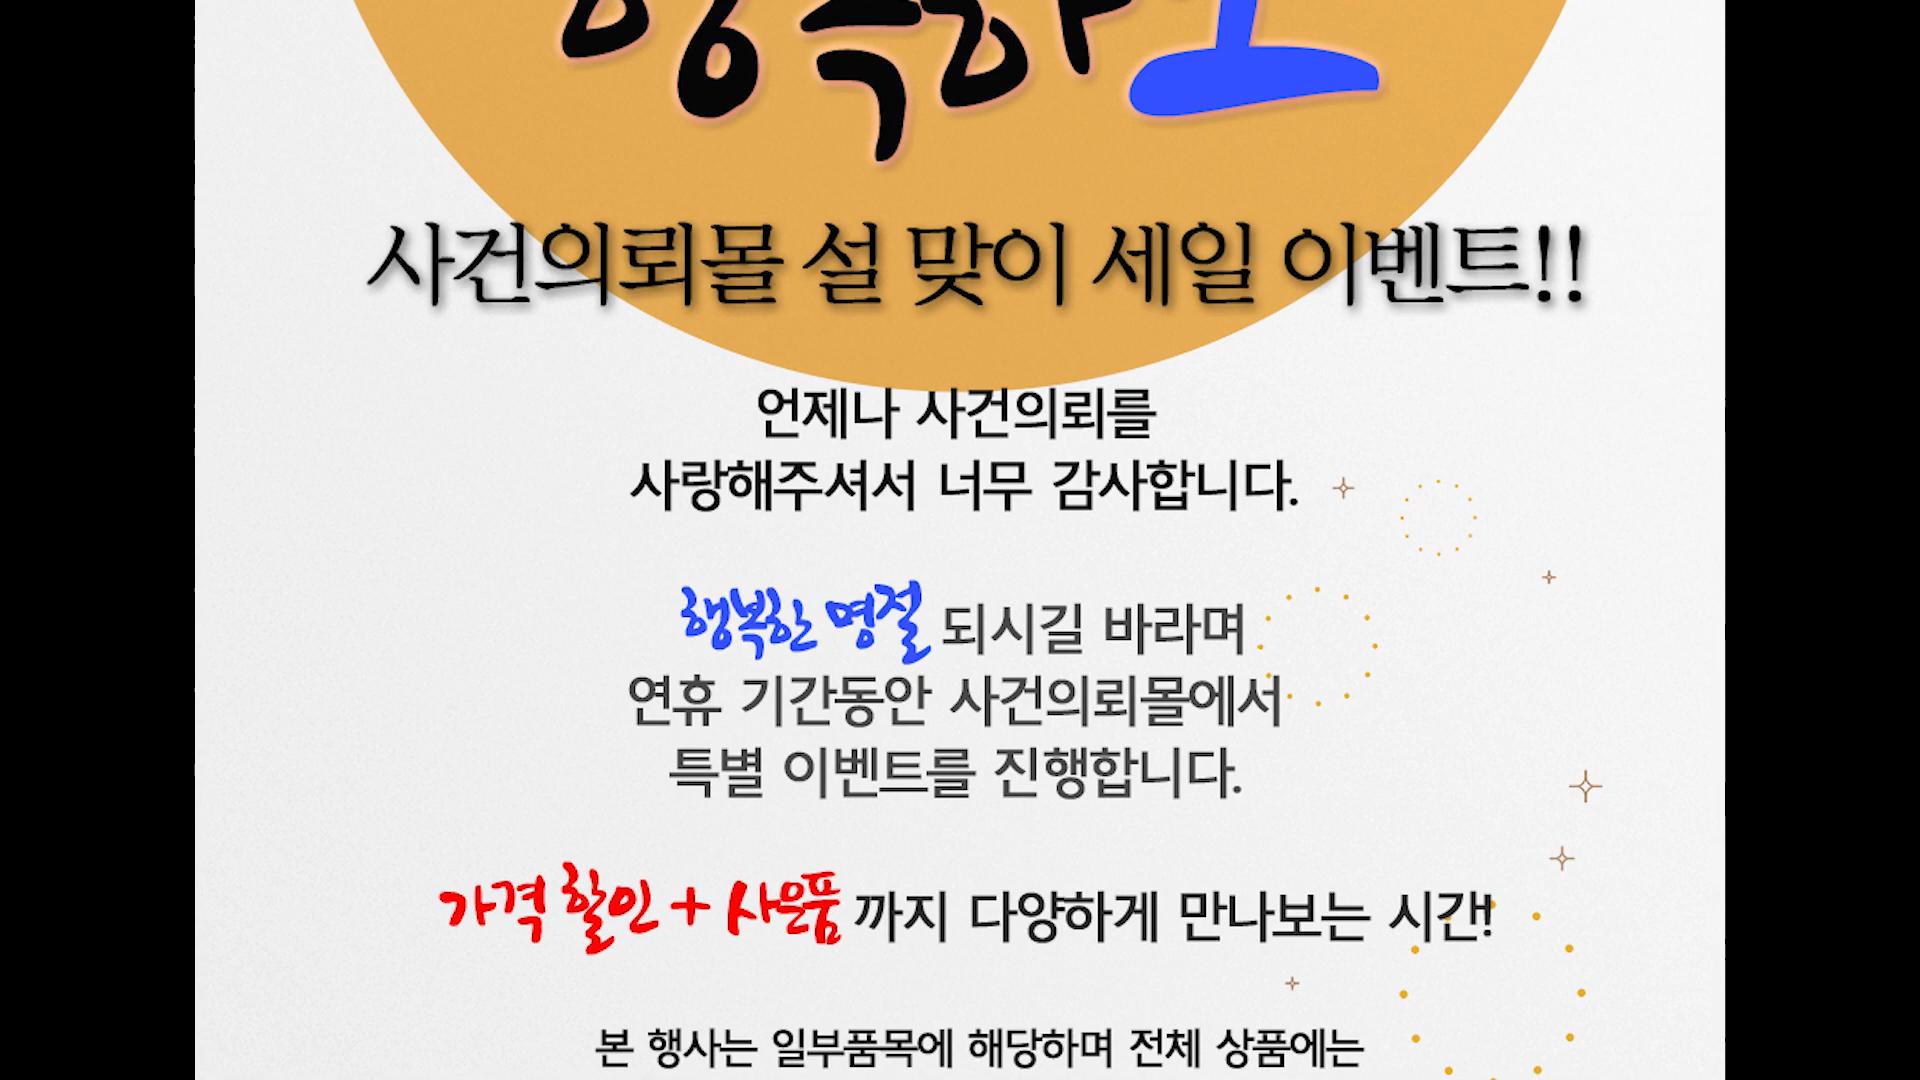 사건의뢰몰 설 맞이 세일 이벤트!!
언제나 사건의뢰를
사랑해주셔서 너무 감사합니다.
행복한 명절 되시길 바라며
연휴 기간동안 사건의뢰몰에서
특별 이벤트를 진행합니다.
가격 할인 + 사은품 까지 다양하게 만나보는 시간!
본 행사는 일부품목에 해당하며 전체 상품에는